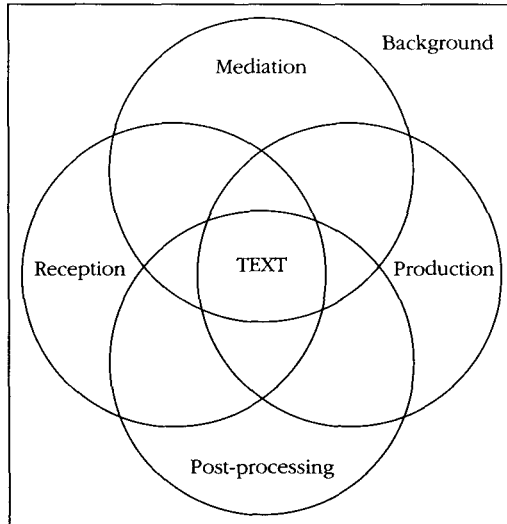 Background
Mediation
Reception
TEXT
Production
Post-processing